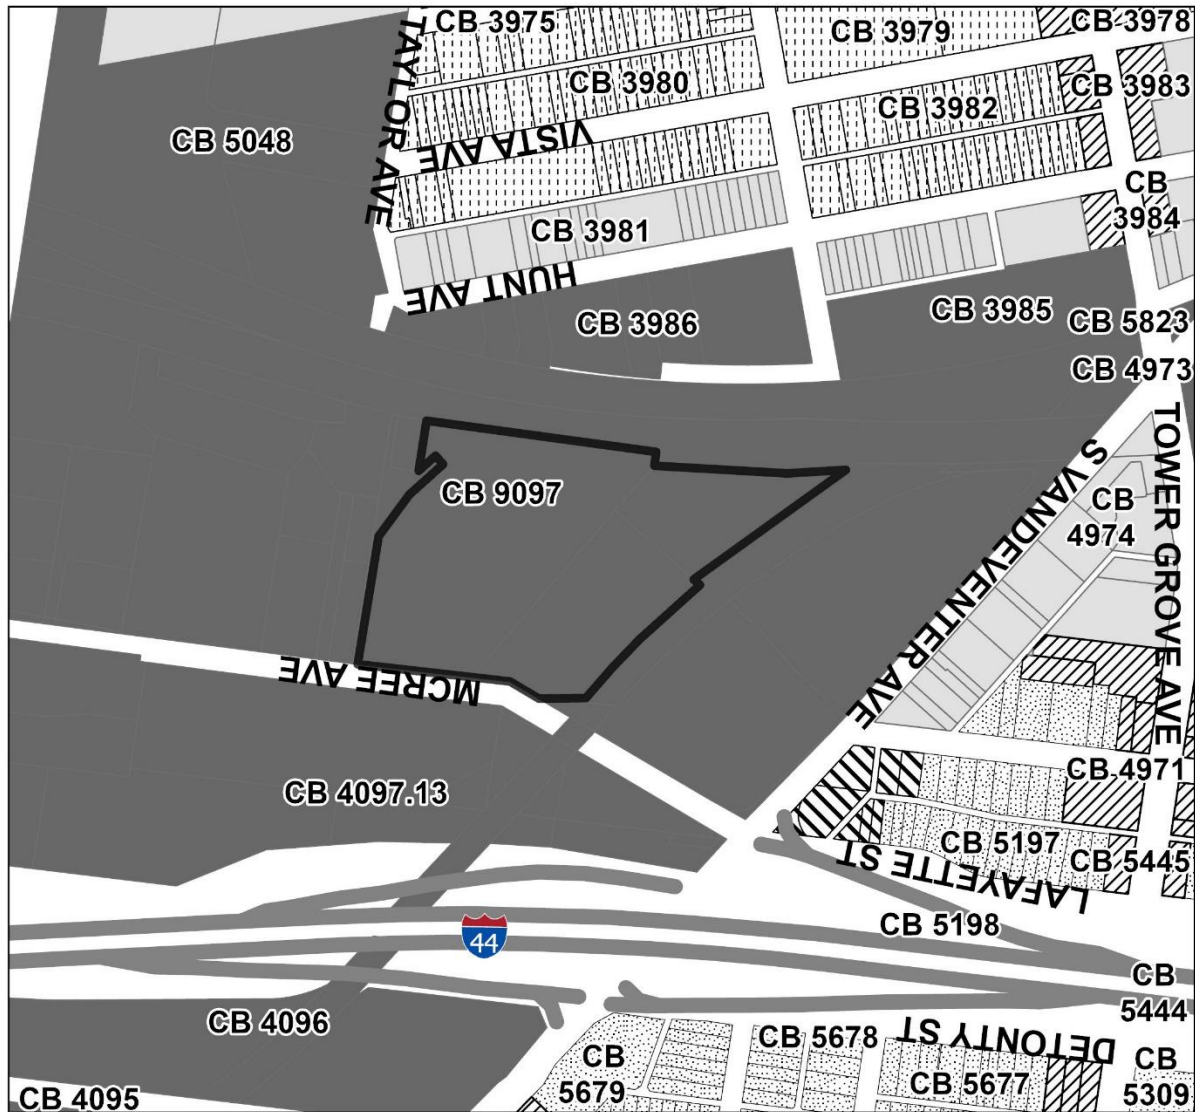 CB 3975
CB 3979
CB 3978
CB 3980
CB 3983
CB 3982
TAYLOR AVE
CB 5048
VISTA AVE
CB
3984
CB 3981
HUNT AVE
CB 3986
CB 3985
CB 5823
CB 4973
TOWER GROVE AVE
S VANDEVENTER AVE
CB 9097
CB
4974
MCREE AVE
CB 4971
CB 4097.13
CB 5197
CB 5445
LAFAYETTE ST
CB 5198
44
CB
5444
CB 4096
CB 5678
DETONTY ST
CB
5679
CB 5677
CB
5309
CB 4095